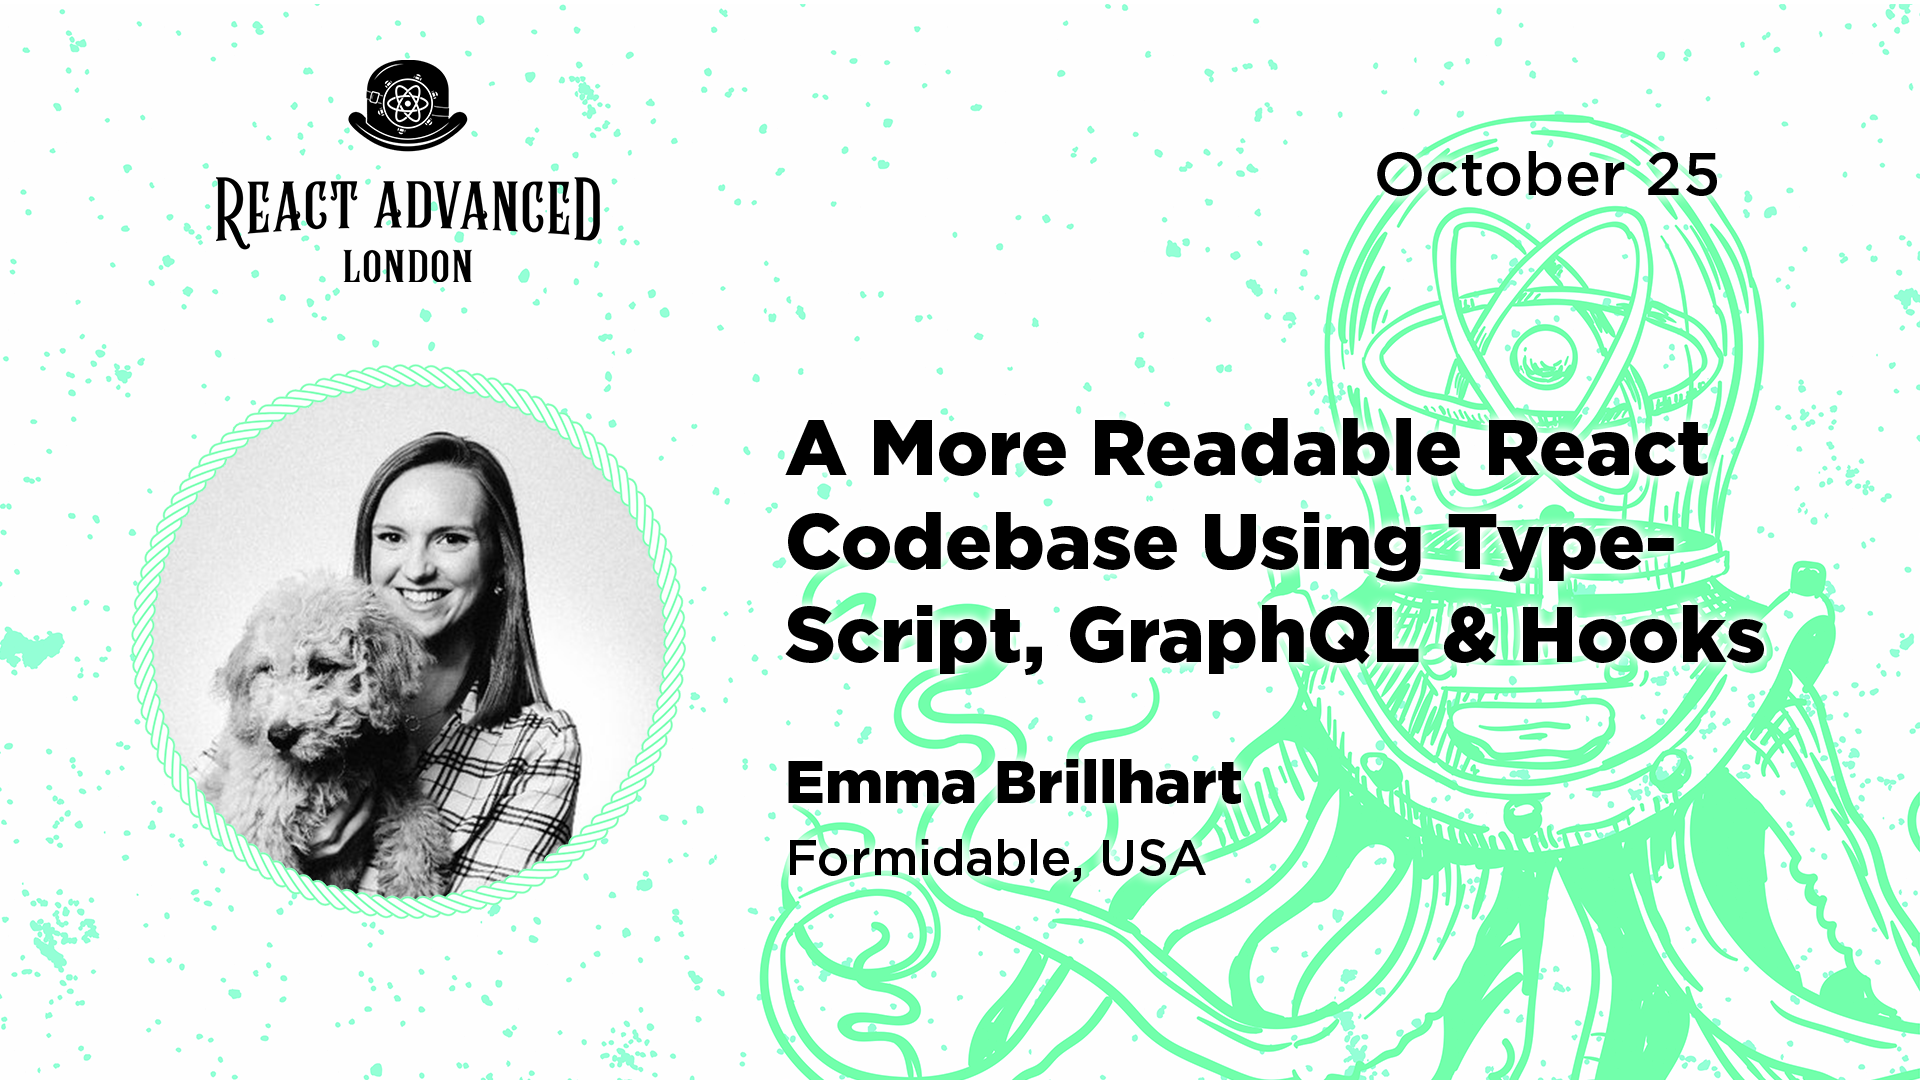 REACT ADVANCED
LONDON
October 25
A More Readable React
Codebase Using Type-
Script, GraphQL & Hooks
Emma Brillhart
Formidable, USA